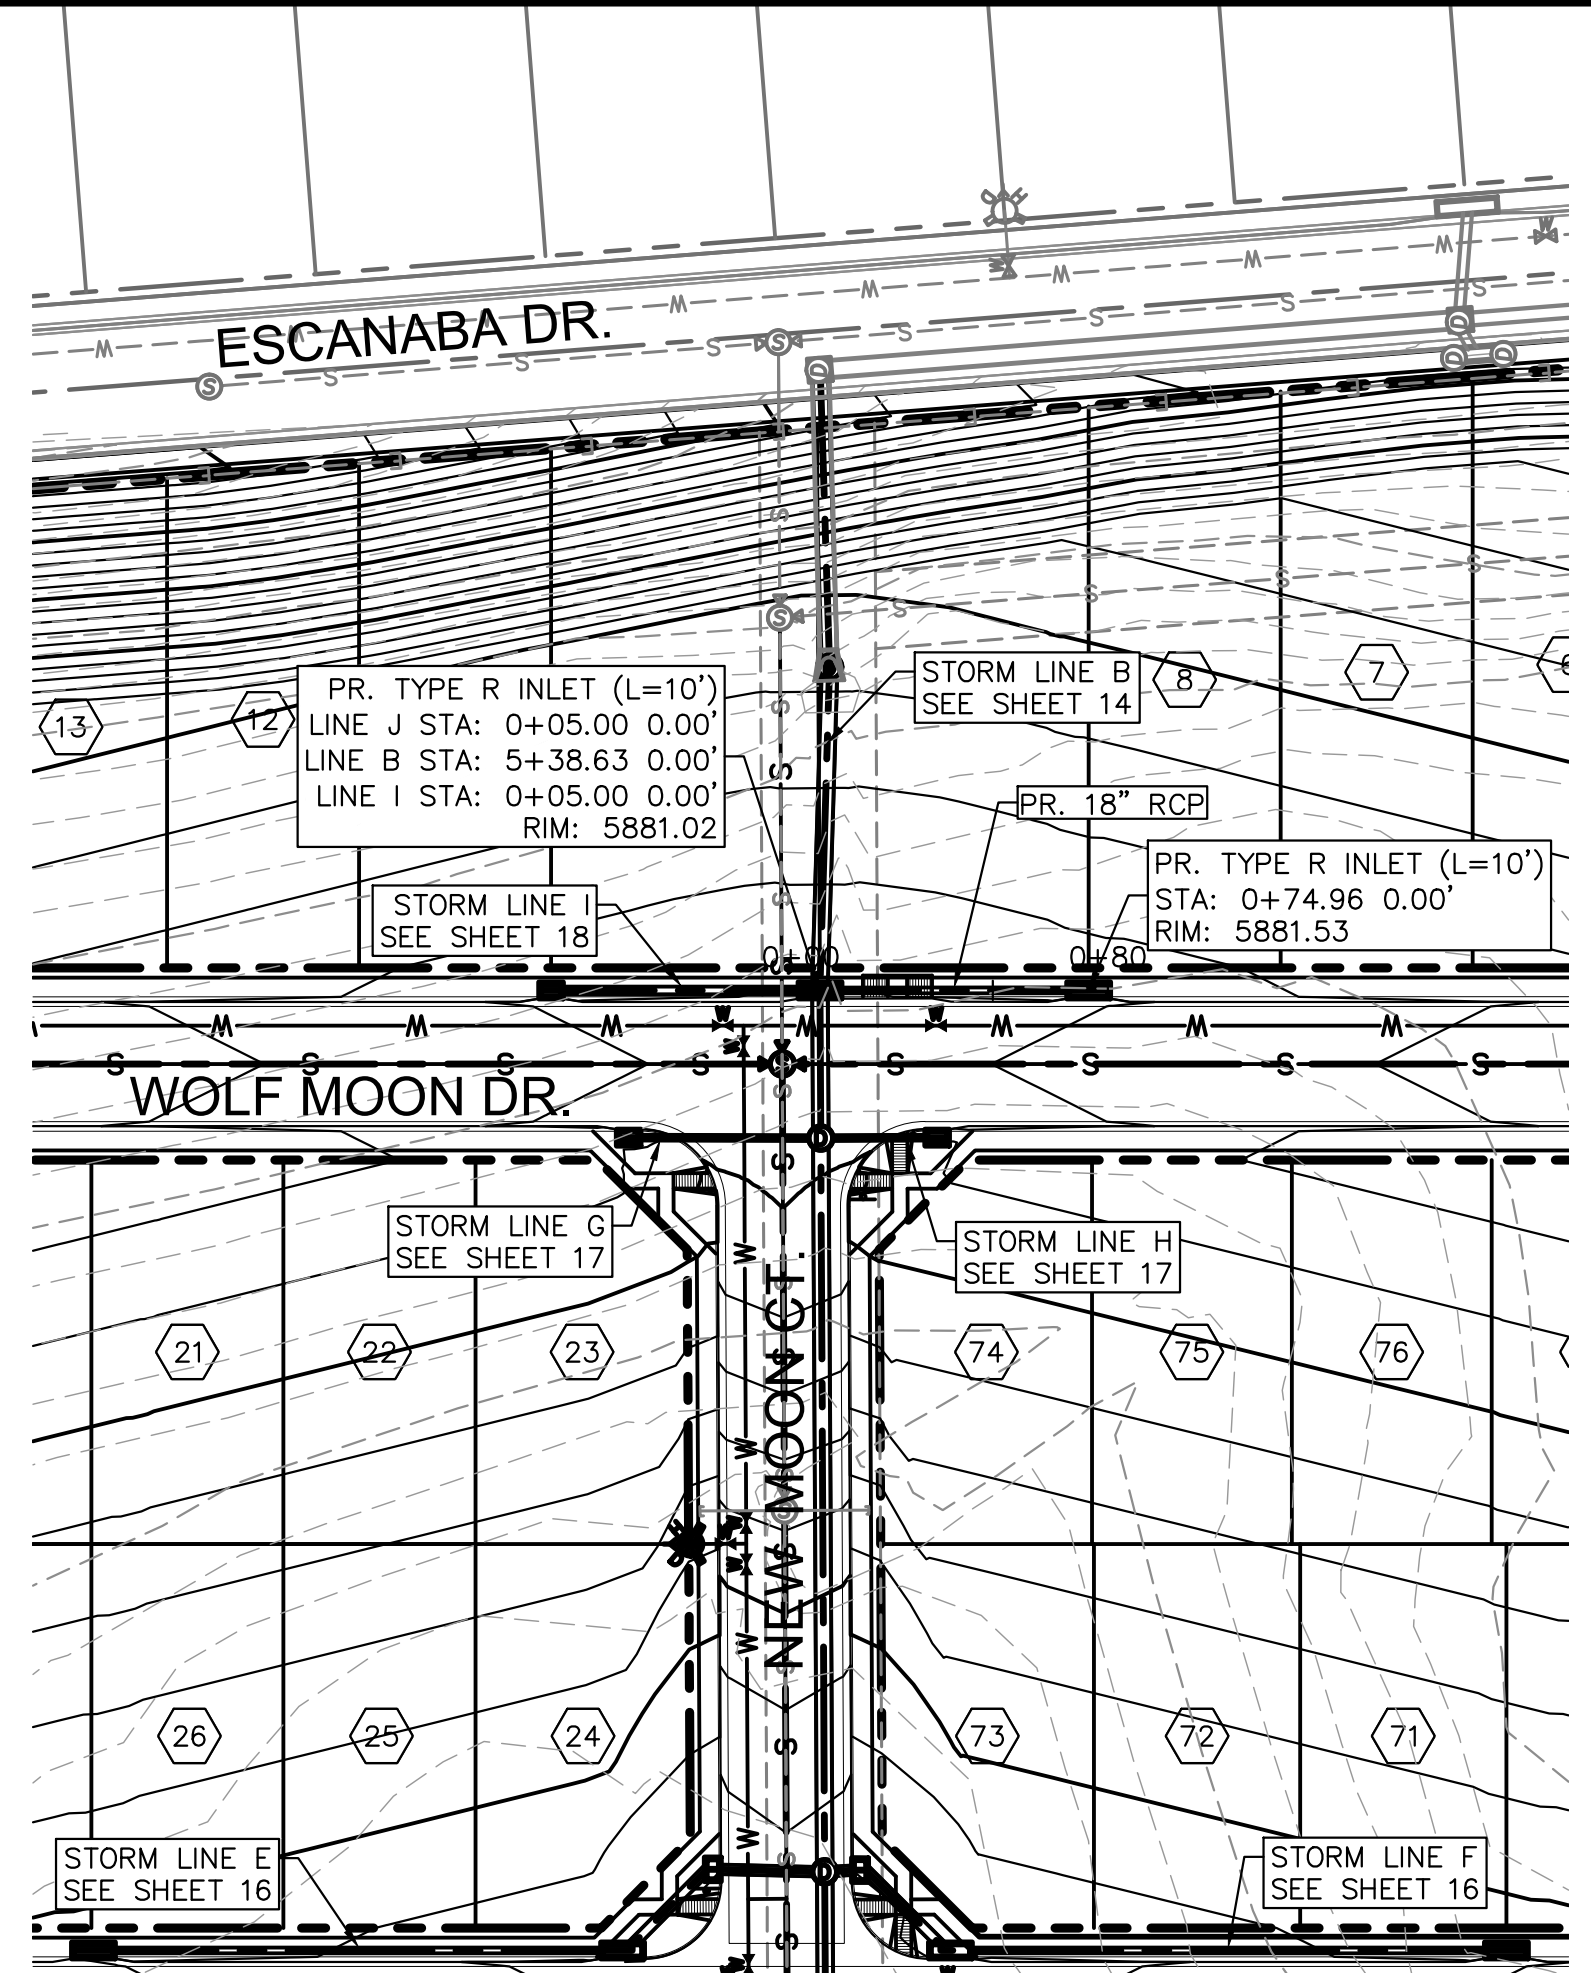 ESCANABA DR.
STORM LINE B
SEE SHEET 14
8
7
13
12
PR. TYPE R INLET (L=10')
LINE J STA: 0+05.00 0.00'
LINE B STA: 5+38.63 0.00'
LINE I STA: 0+05.00 0.00'
RIM: 5881.02
PR. 18" RCP
PR. TYPE R INLET (L=10')
STA: 0+74.96 0.00'
RIM: 5881.53
STORM LINE I
SEE SHEET 18
0+00
0+80
WOLF MOON DR.
STORM LINE G
SEE SHEET 17
STORM LINE H
SEE SHEET 17
NEW MOON CT.
21
22
23
74
75
76
26
25
24
73
72
71
STORM LINE E
SEE SHEET 16
STORM LINE F
SEE SHEET 16